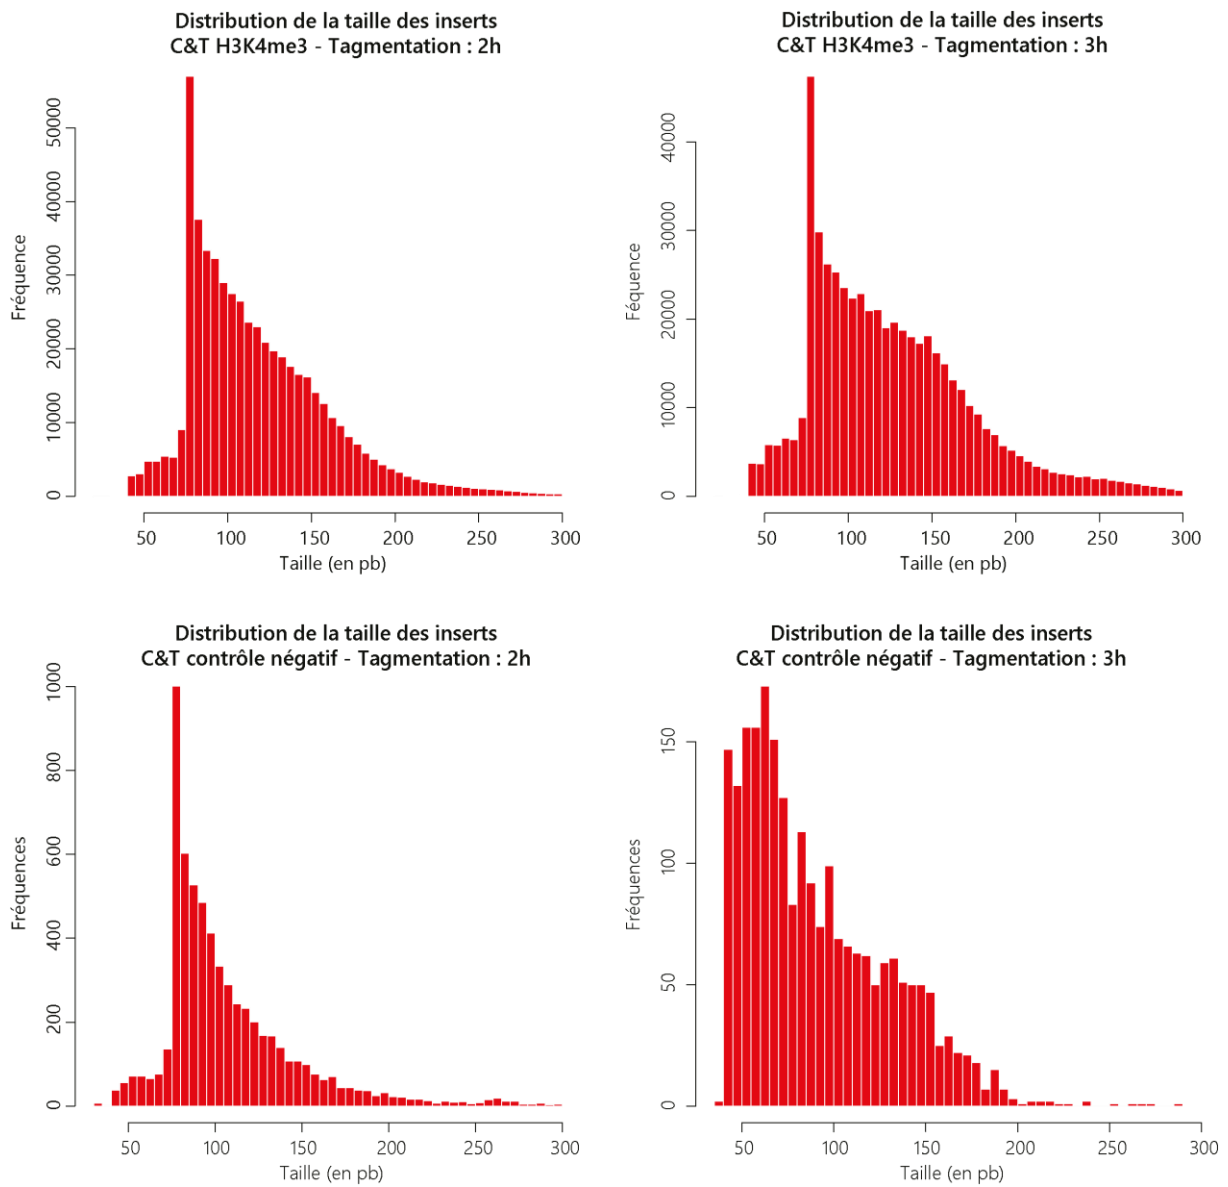 Distribution de la taille des inserts
C&T H3K4me3 - Tagmentation : 2h
Fréquence
50000
40000
30000
20000
10000
0
50 100 150 200 250 300
Taille (en pb)
Distribution de la taille des inserts
C&T H3K4me3 - Tagmentation : 3h
Féquence
40000
30000
20000
10000
0
50 100 150 200 250 300
Taille (en pb)
Distribution de la taille des inserts
C&T contrôle négatif - Tagmentation : 2h
Fréquences
1000
800
600
400
200
0
50 100 150 200 250 300
Taille (en pb)
Distribution de la taille des inserts
C&T contrôle négatif - Tagmentation : 3h
Fréquences
150
100
50
0
50 100 150 200 250 300
Taille (en pb)